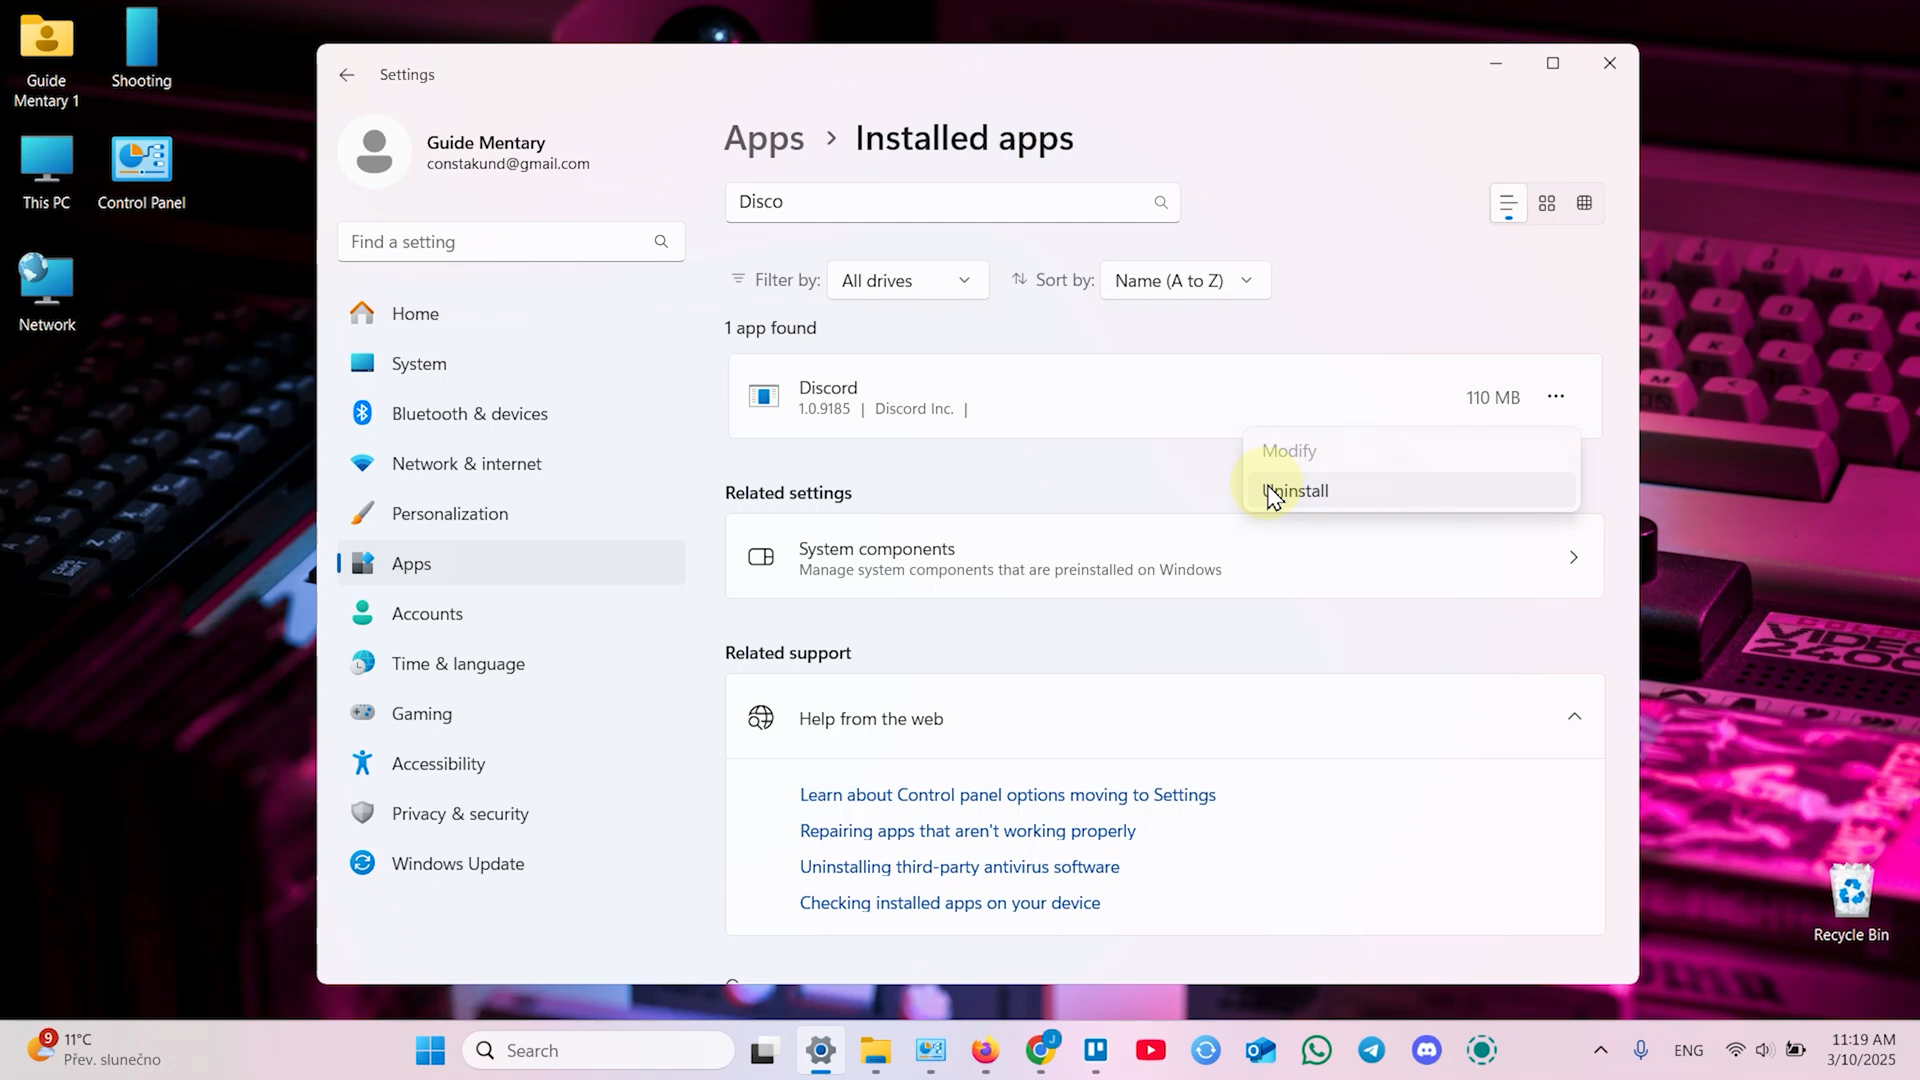 Guide
Mentary 1
Shooting
This PC
Control Panel
Network
Settings
Guide Mentary
constakund@gmail.com
Find a setting
Home
System
Bluetooth & devices
Network & internet
Personalization
Apps
Accounts
Time & language
Gaming
Accessibility
Privacy & security
Windows Update
Apps > Installed apps
Disco
Filter by: All drives
Sort by: Name (A to Z)
1 app found
Discord
1.0.9185 | Discord Inc. |
110 MB
Modify
Uninstall
Related settings
System components
Manage system components that are preinstalled on Windows
Related support
Help from the web
Learn about Control panel options moving to Settings
Repairing apps that aren't working properly
Uninstalling third-party antivirus software
Checking installed apps on your device
Recycle Bin
9
11°C
Přev. slunečno
Search
J
ENG
11:19 AM
3/10/2025